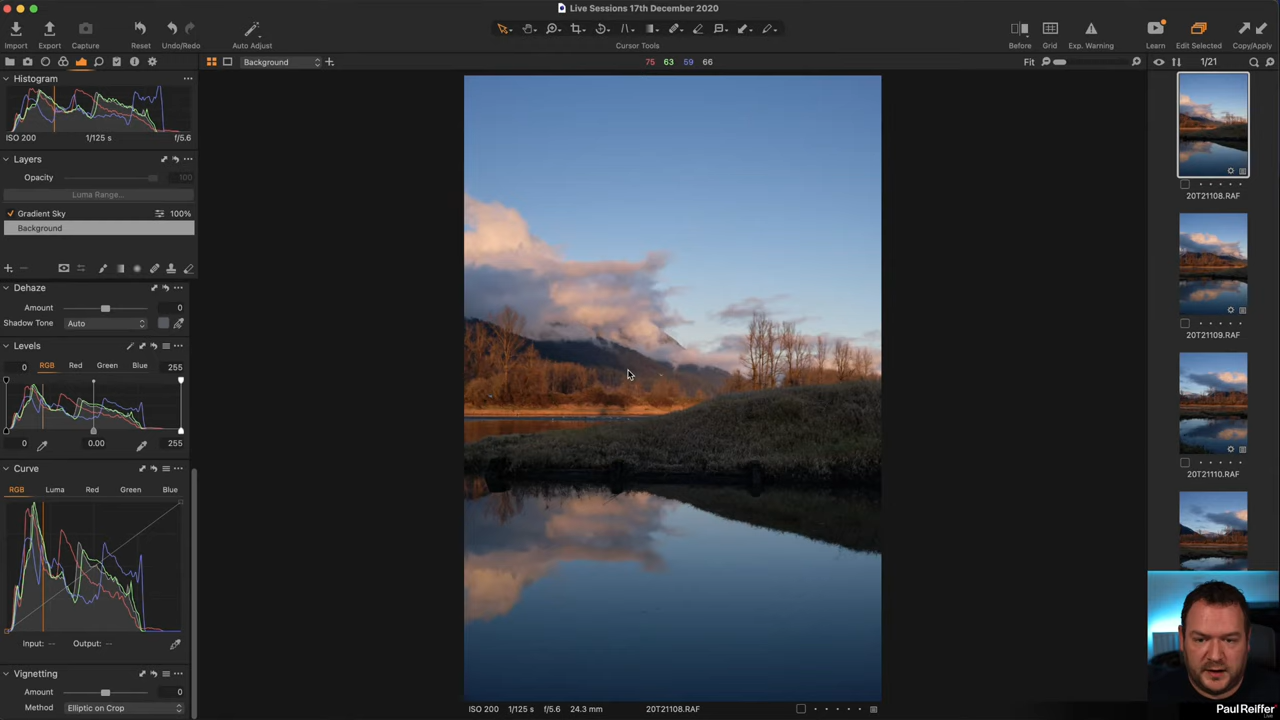 Live Sessions 17th December 2020
Import
Export
Capture
Reset
Undo/Redo
Auto Adjust
Cursor Tools
Before
Grid
Exp. Warning
Learn
Edit Selected
Copy/Apply
Background
75 63 59 66
Fit
1/21
Histogram
ISO 200
1/125 s
f/5.6
Layers
Opacity
100
Luma Range...
Gradient Sky
100%
Background
Dehaze
Amount
0
Shadow Tone
Auto
Levels
0
RGB
Red
Green
Blue
255
0
0.00
255
Curve
RGB
Luma
Red
Green
Blue
Input: --
Output: --
Vignetting
Amount
0
Method
Elliptic on Crop
ISO 200
1/125 s
f/5.6
24.3 mm
20T21108.RAF
20T21108.RAF
20T21109.RAF
20T21110.RAF
Paul Reiffer
Live